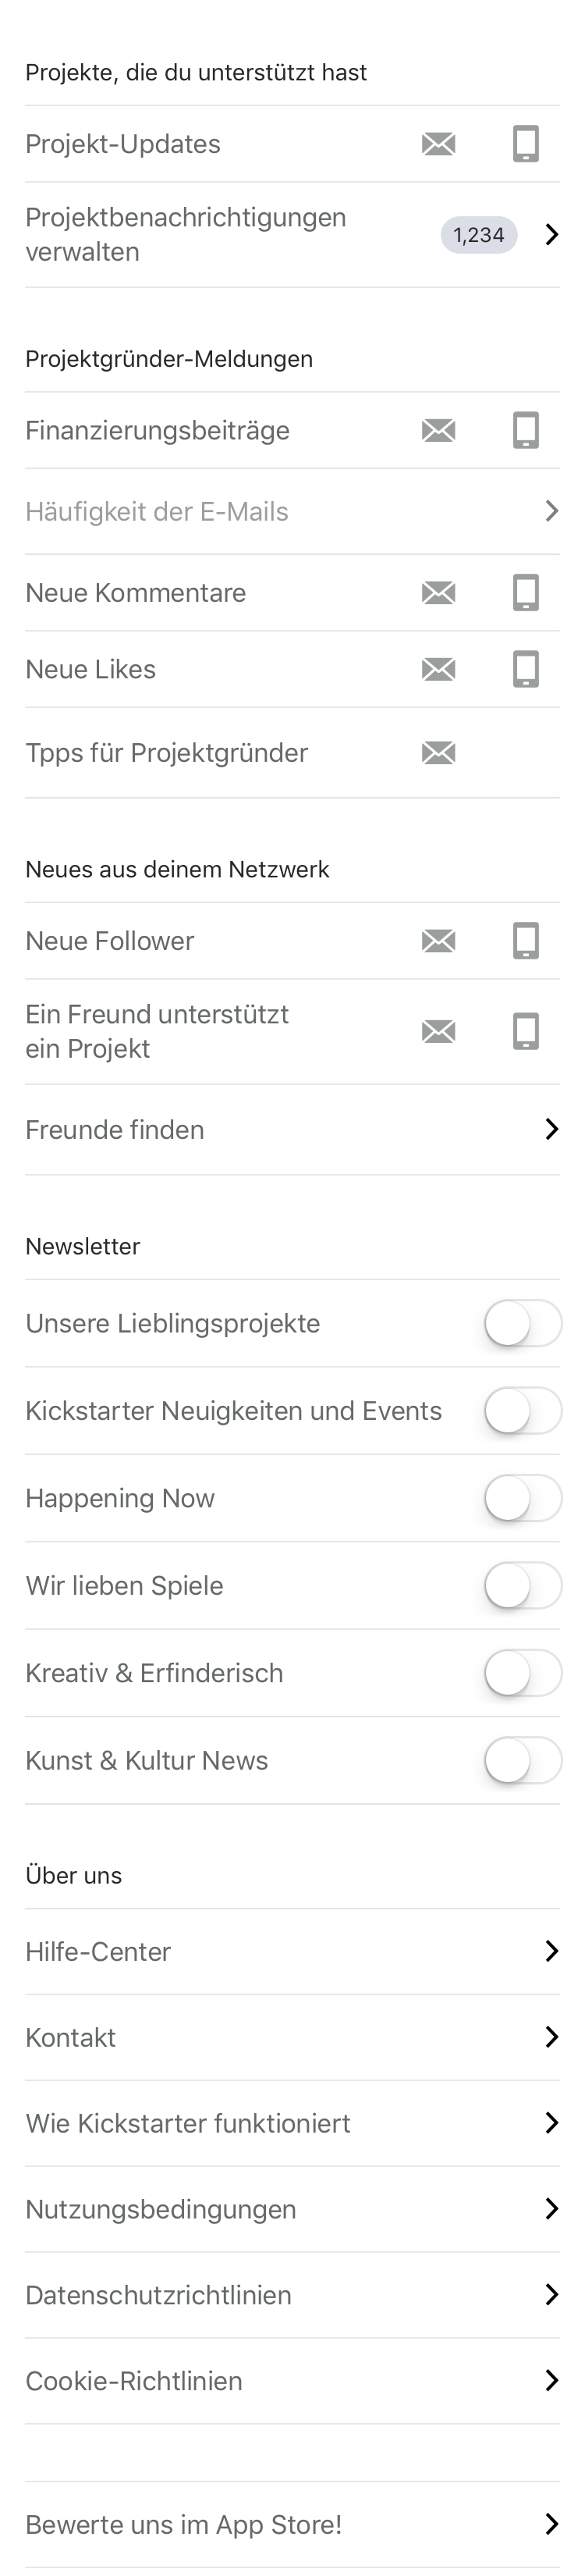 Projekte, die du unterstützt hast
Projekt-Updates
Projektbenachrichtigungen
verwalten
1,234
Projektgründer-Meldungen
Finanzierungsbeiträge
Häufigkeit der E-Mails
Neue Kommentare
Neue Likes
Tpps für Projektgründer
Neues aus deinem Netzwerk
Neue Follower
Ein Freund unterstützt
ein Projekt
Freunde finden
Newsletter
Unsere Lieblingsprojekte
Kickstarter Neuigkeiten und Events
Happening Now
Wir lieben Spiele
Kreativ & Erfinderisch
Kunst & Kultur News
Über uns
Hilfe-Center
Kontakt
Wie Kickstarter funktioniert
Nutzungsbedingungen
Datenschutzrichtlinien
Cookie-Richtlinien
Bewerte uns im App Store!